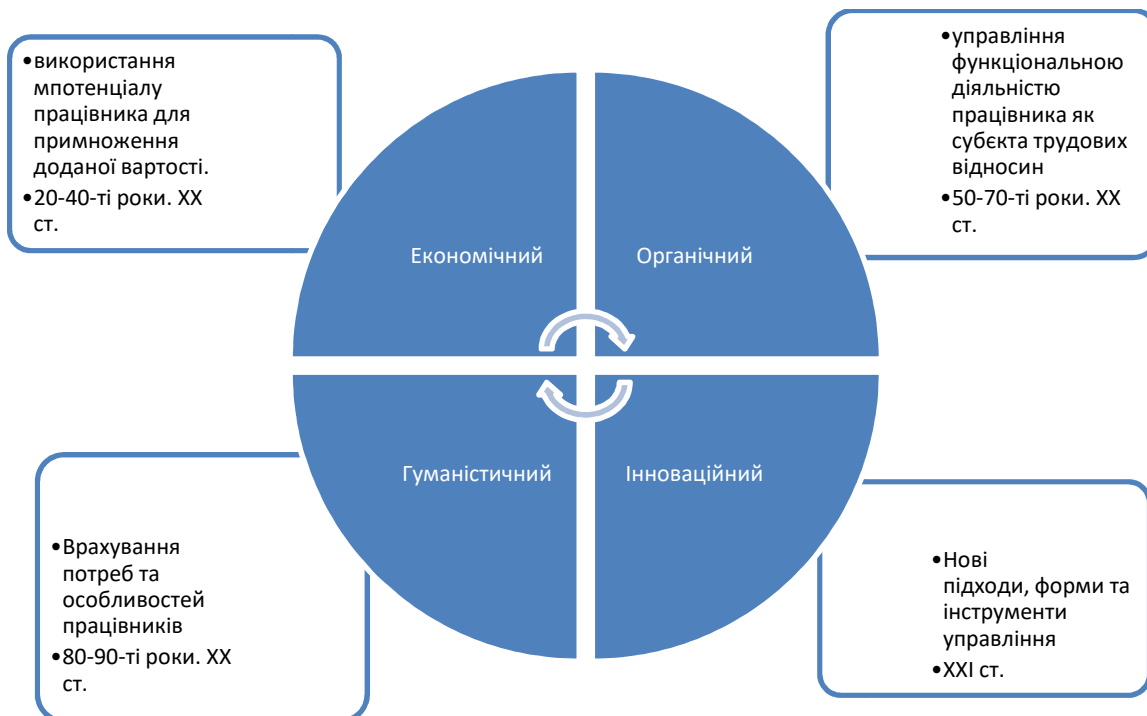 •використання
мпотенціалу
працівника для
примноження
доданої вартості.
•20-40-ті роки. ХХ
ст.
•управління
функціональною
діяльністю
працівника як
субєкта трудових
відносин
•50-70-ті роки. ХХ
ст.
Економічний
Органічний
Гуманістичний
Інноваційний
•Врахування
потреб та
особливостей
працівників
•80-90-ті роки. ХХ
ст.
•Нові
підходи, форми та
інструменти
управління
•ХХІ ст.